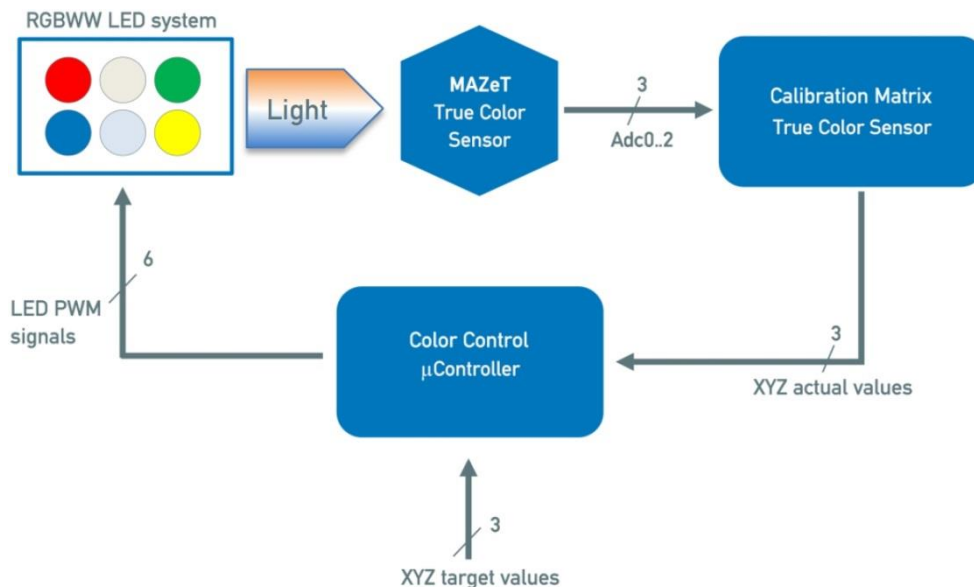 RGBWW LED system
Light
MAZeT
True Color
Sensor
3
Adc0..2
Calibration Matrix
True Color Sensor
6
LED PWM
signals
Color Control
μController
3
XYZ actual values
3
XYZ target values